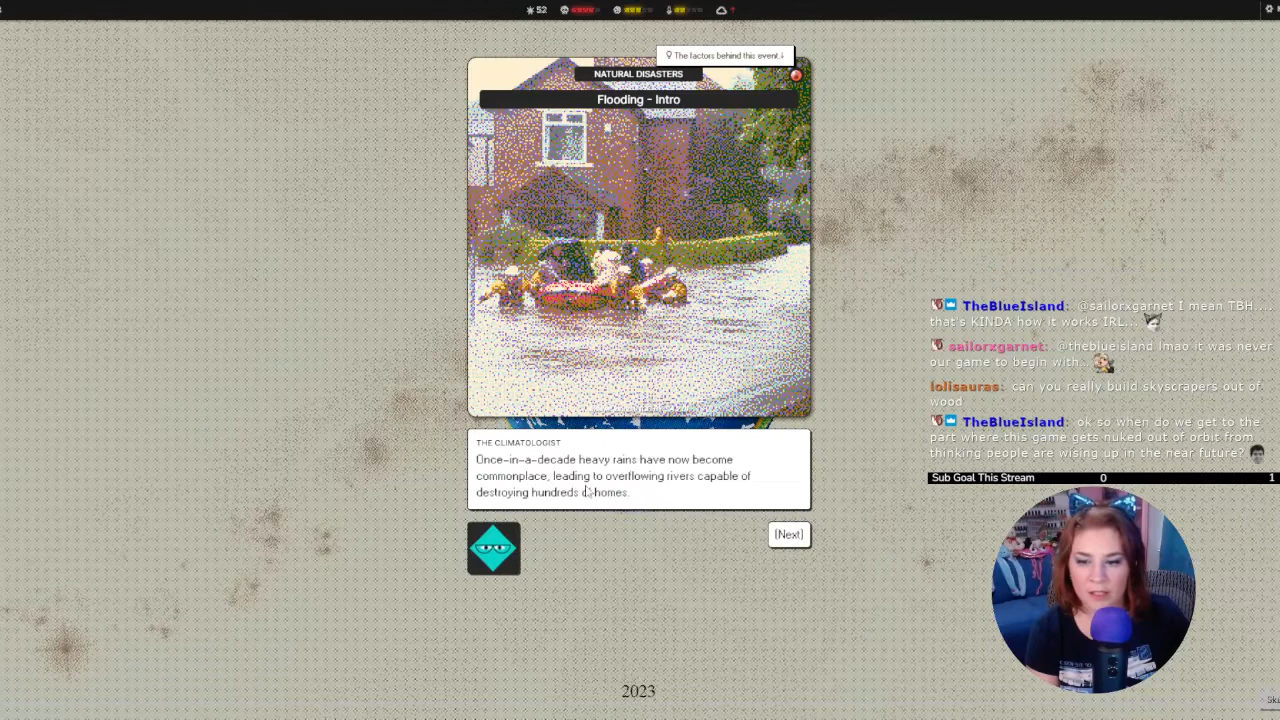 52
The factors behind this event.↓
NATURAL DISASTERS
Flooding - Intro
THE CLIMATOLOGIST
Once-in-a-decade heavy rains have now become
commonplace, leading to overflowing rivers capable of
destroying hundreds of homes.
(Next)
2023
TheBlueIsland: @sailorxgarnet I mean TBH....
that's KINDA how it works IRL...
sailorxgarnet: @theblueisland lmao it was never
our game to begin with...
lolisauras: can you really build skyscrapers out of
wood
TheBlueIsland: ok so when do we get to the
part where this game gets nuked out of orbit from
thinking people are wising up in the near future?
Sub Goal This Stream 0 1